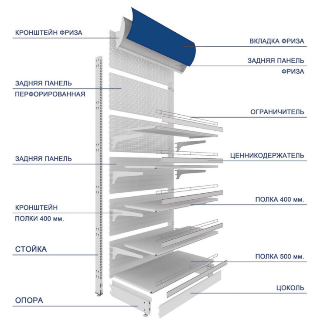 КРОНШТЕЙН ФРИЗА
ВКЛАДКА ФРИЗА
ЗАДНЯЯ ПАНЕЛЬ
ФРИЗА
ЗАДНЯЯ ПАНЕЛЬ
ПЕРФОРИРОВАННАЯ
ОГРАНИЧИТЕЛЬ
ЗАДНЯЯ ПАНЕЛЬ
ЦЕННИКОДЕРЖАТЕЛЬ
КРОНШТЕЙН
ПОЛКИ 400 мм.
ПОЛКА 400 мм.
СТОЙКА
ПОЛКА 500 мм.
ОПОРА
ЦОКОЛЬ